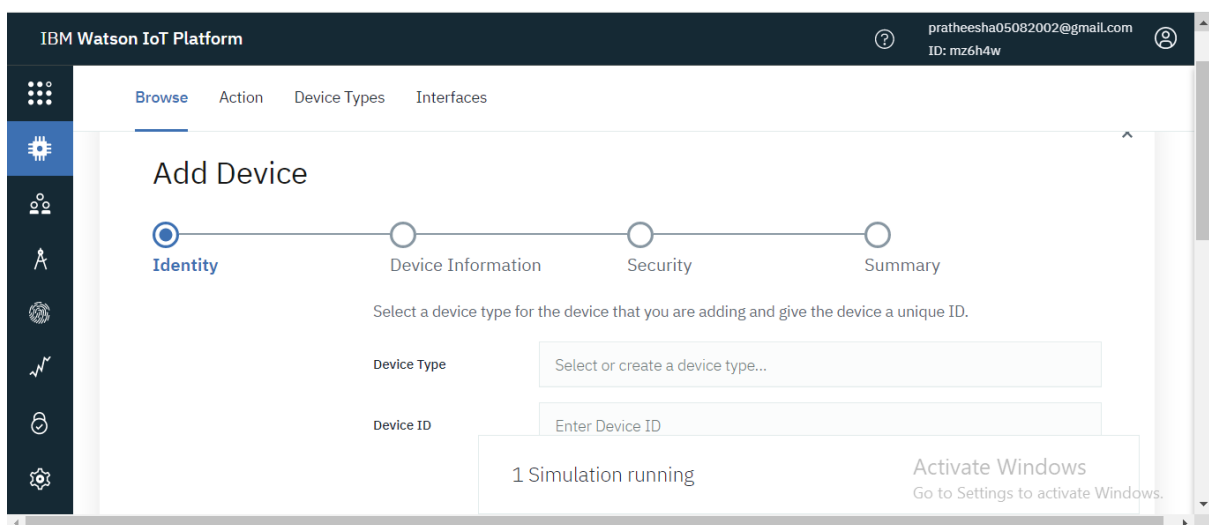 IBM Watson IoT Platform
pratheesha05082002@gmail.com
ID: mz6h4w
Browse Action Device Types Interfaces
Add Device
Identity Device Information Security Summary
Select a device type for the device that you are adding and give the device a unique ID.
Device Type Select or create a device type...
Device ID Enter Device ID
1 Simulation running
Activate Windows
Go to Settings to activate Windows.